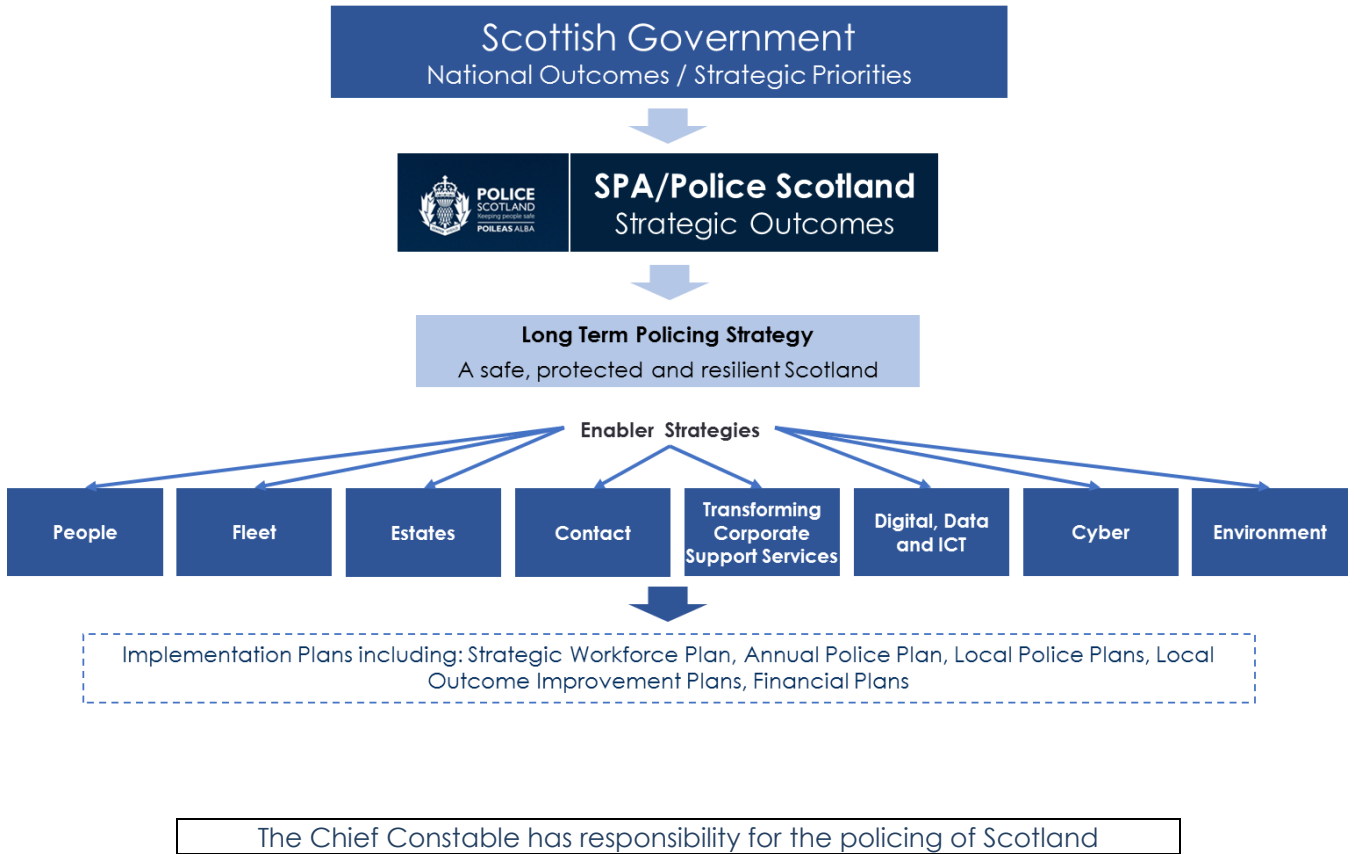 Scottish Government
National Outcomes / Strategic Priorities
POLICE
SCOTLAND
Keeping people safe
POILEAS ALBA
SPA/Police Scotland
Strategic Outcomes
Long Term Policing Strategy
A safe, protected and resilient Scotland
Enabler Strategies
People
Fleet
Estates
Contact
Transforming
Corporate
Support Services
Digital, Data
and ICT
Cyber
Environment
Implementation Plans including: Strategic Workforce Plan, Annual Police Plan, Local Police Plans, Local
Outcome Improvement Plans, Financial Plans
The Chief Constable has responsibility for the policing of Scotland